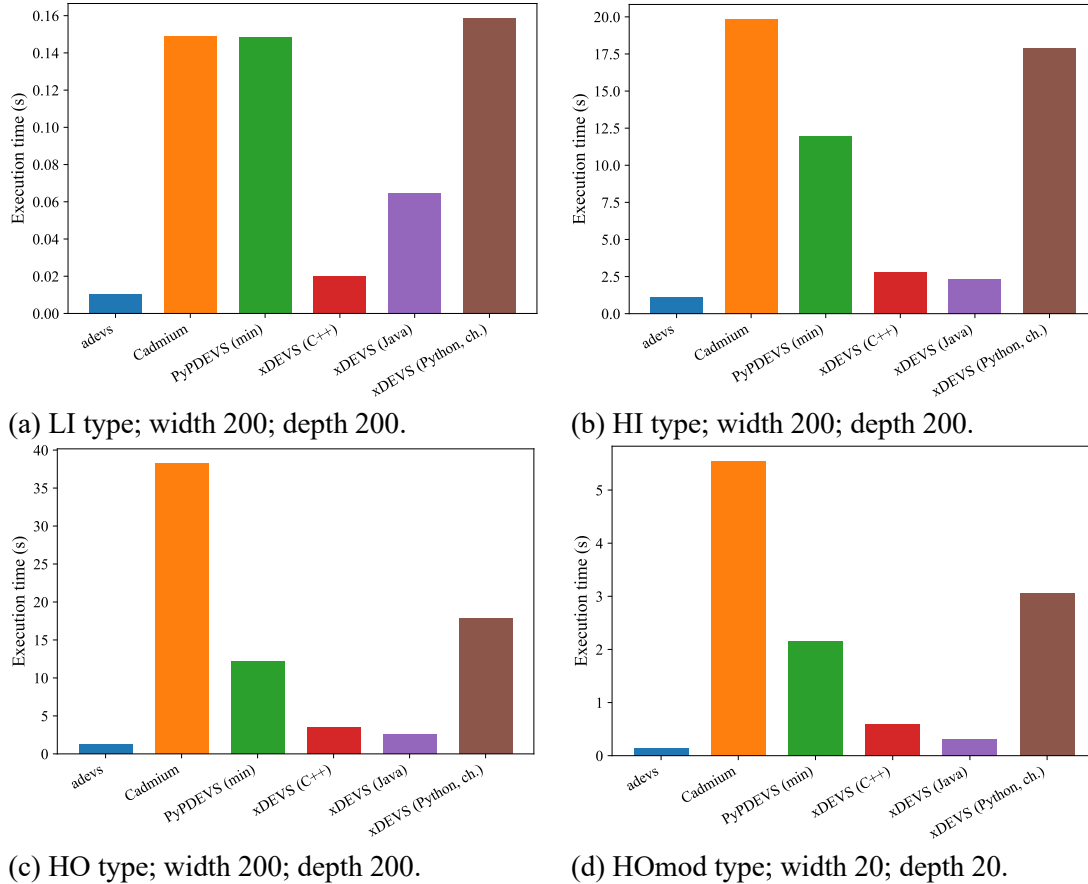 0.16
0.14
0.12
0.10
0.08
0.06
0.04
0.02
0.00
Execution time (s)
adevs
Cadmium
PyPDEVS (min)
xDEVS (C++)
xDEVS (Java)
xDEVS (Python, ch.)
(a) LI type; width 200; depth 200.
20.0
17.5
15.0
12.5
10.0
7.5
5.0
2.5
0.0
Execution time (s)
adevs
Cadmium
PyPDEVS (min)
xDEVS (C++)
xDEVS (Java)
xDEVS (Python, ch.)
(b) HI type; width 200; depth 200.
40
35
30
25
20
15
10
5
0
Execution time (s)
adevs
Cadmium
PyPDEVS (min)
xDEVS (C++)
xDEVS (Java)
xDEVS (Python, ch.)
(c) HO type; width 200; depth 200.
5
4
3
2
1
0
Execution time (s)
adevs
Cadmium
PyPDEVS (min)
xDEVS (C++)
xDEVS (Java)
xDEVS (Python, ch.)
(d) HOmod type; width 20; depth 20.